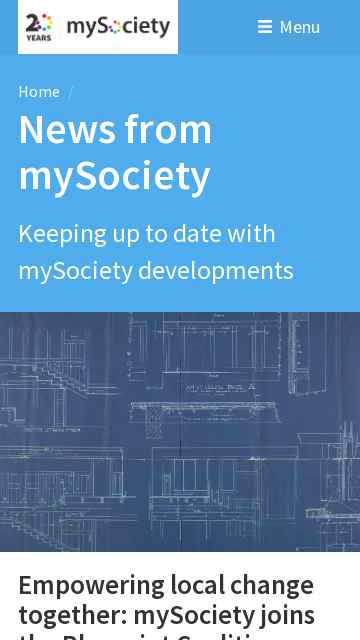 20 YEARS mySociety
Menu
Home /
News from
mySociety
Keeping up to date with
mySociety developments
Empowering local change
together: mySociety joins